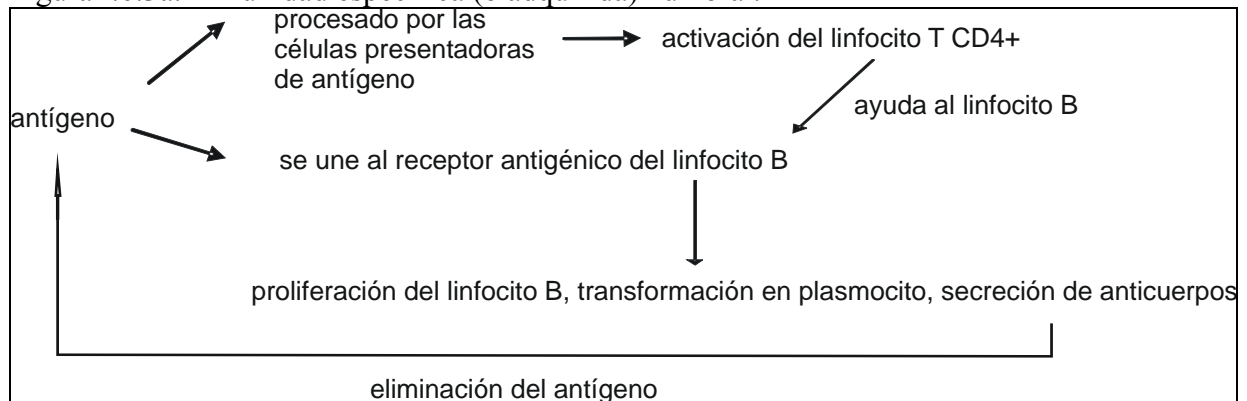 procesado por las
células presentadoras
de antígeno
activación del linfocito T CD4+
ayuda al linfocito B
antígeno
se une al receptor antigénico del linfocito B
proliferación del linfocito B, transformación en plasmocito, secreción de anticuerpos
eliminación del antígeno